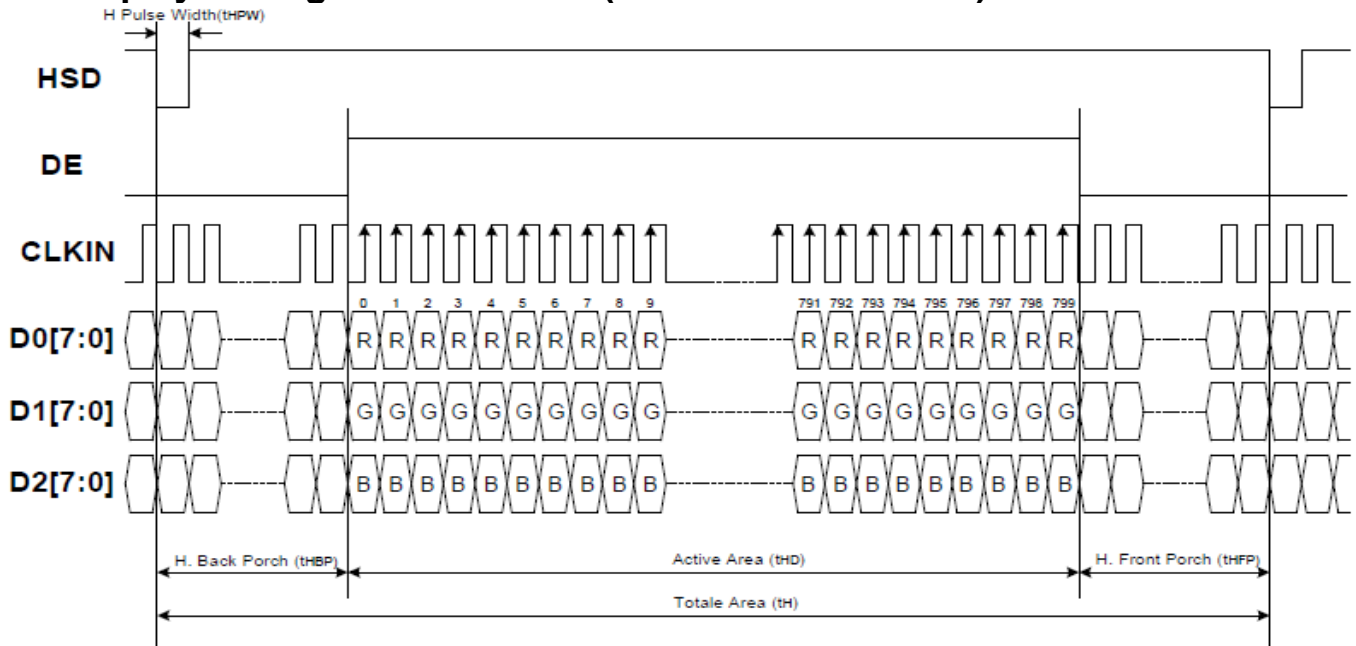 H Pulse Width(tHPW)
HSD
DE
CLKIN
0 1 2 3 4 5 6 7 8 9 791 792 793 794 795 796 797 798 799
D0[7:0] R R R R R R R R R R R R R R R R R R R
D1[7:0] G G G G G G G G G G G G G G G G G G G
D2[7:0] B B B B B B B B B B B B B B B B B B B
H. Back Porch (tHBP) Active Area (tHD) H. Front Porch (tHFP)
Totale Area (tH)